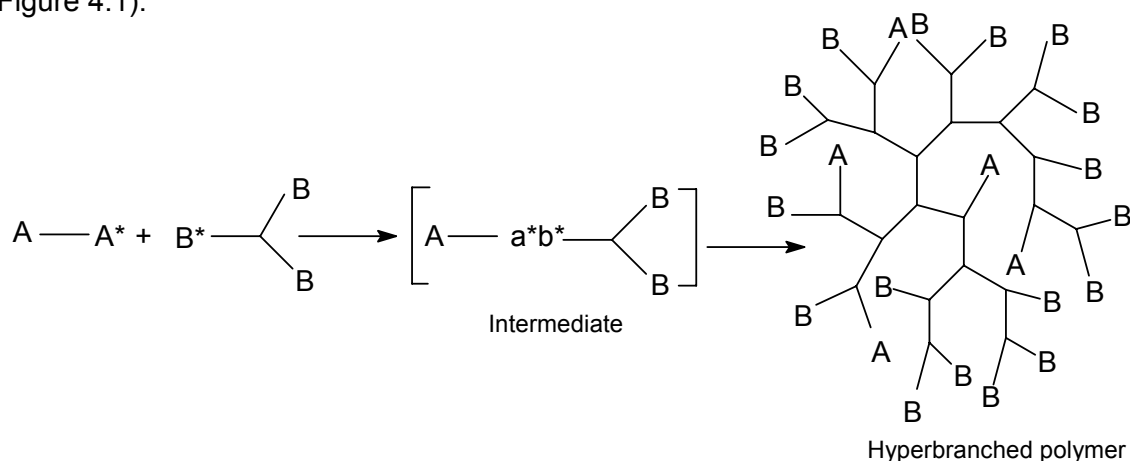 Figure 4.1).
A A* + B* B B A a*b* B B
Intermediate
B A B B B
B B
B A A B
B B
A B
B B B
A B B
B B
B
Hyperbranched polymer